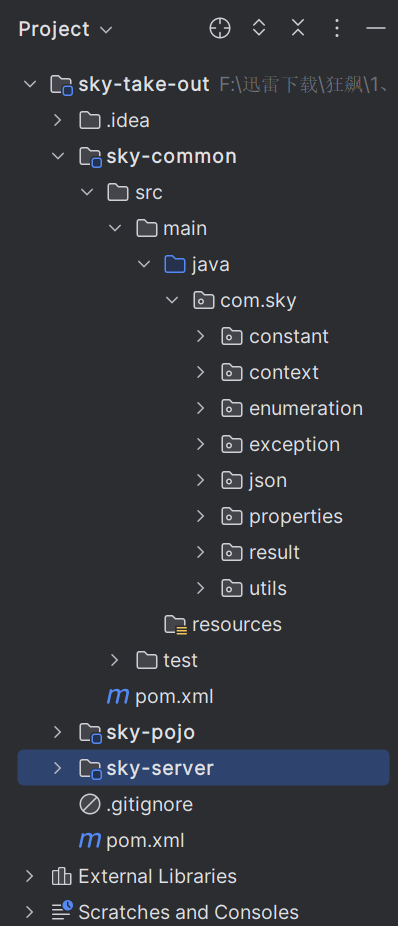 Project
sky-take-out F:\迅雷下载\狂飙\1、
.idea
sky-common
src
main
java
com.sky
constant
context
enumeration
exception
json
properties
result
utils
resources
test
pom.xml
sky-pojo
sky-server
.gitignore
pom.xml
External Libraries
Scratches and Consoles